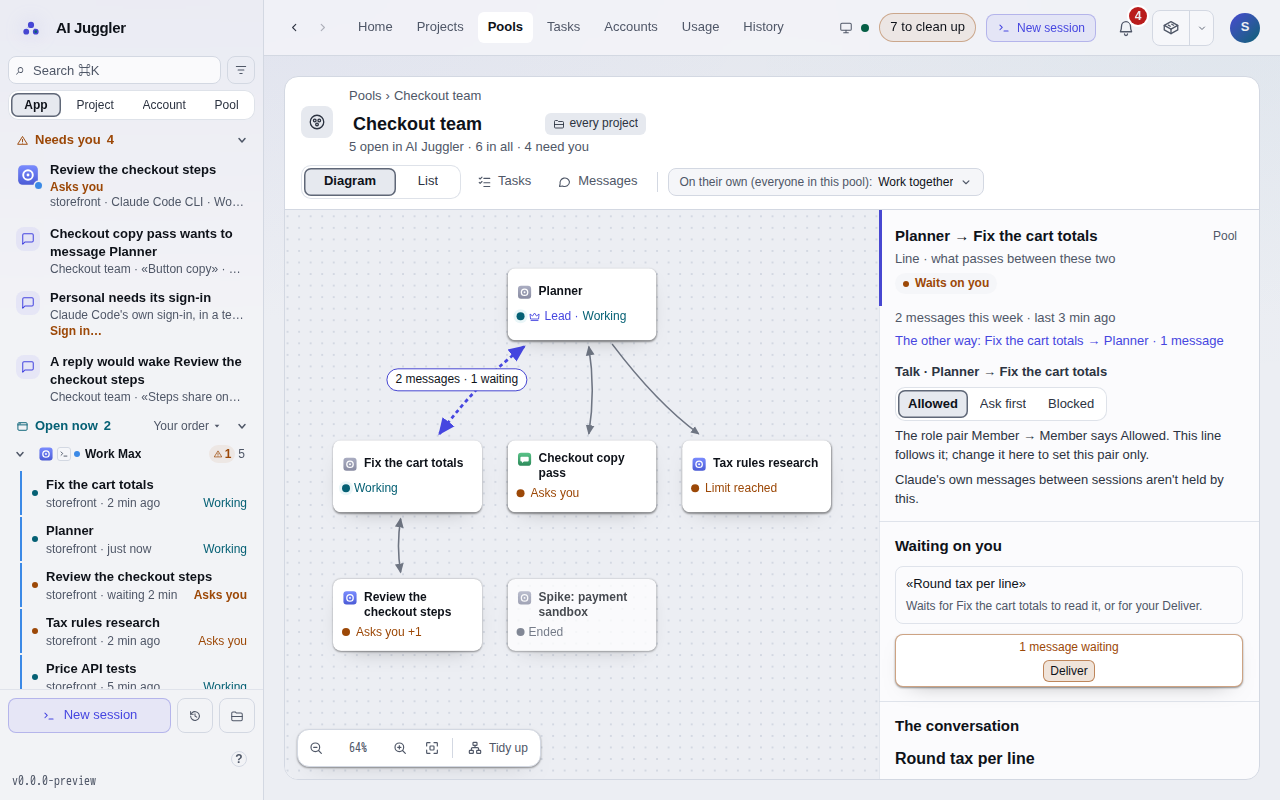 AI Juggler
Search ⌘K
App Project Account Pool
Needs you 4
Review the checkout steps
Asks you
storefront · Claude Code CLI · Wo…
Checkout copy pass wants to
message Planner
Checkout team · «Button copy» · …
Personal needs its sign-in
Claude Code's own sign-in, in a te…
Sign in…
A reply would wake Review the
checkout steps
Checkout team · «Steps share on…
Open now 2 Your order
Work Max 1 5
Fix the cart totals
storefront · 2 min ago Working
Planner
storefront · just now Working
Review the checkout steps
storefront · waiting 2 min Asks you
Tax rules research
storefront · 2 min ago Asks you
Price API tests
storefront · 5 min ago Working
New session
?
v0.0.0-preview
Home Projects Pools Tasks Accounts Usage History
7 to clean up
New session
4
S
Pools › Checkout team
Checkout team every project
5 open in AI Juggler · 6 in all · 4 need you
Diagram List Tasks Messages On their own (everyone in this pool): Work together
Planner
Lead · Working
2 messages · 1 waiting
Fix the cart totals
Working
Checkout copy
pass
Asks you
Tax rules research
Limit reached
Review the
checkout steps
Asks you +1
Spike: payment
sandbox
Ended
64% Tidy up
Planner → Fix the cart totals Pool
Line · what passes between these two
Waits on you
2 messages this week · last 3 min ago
The other way: Fix the cart totals → Planner · 1 message
Talk · Planner → Fix the cart totals
Allowed Ask first Blocked
The role pair Member → Member says Allowed. This line
follows it; change it here to set this pair only.
Claude's own messages between sessions aren't held by
this.
Waiting on you
«Round tax per line»
Waits for Fix the cart totals to read it, or for your Deliver.
1 message waiting
Deliver
The conversation
Round tax per line